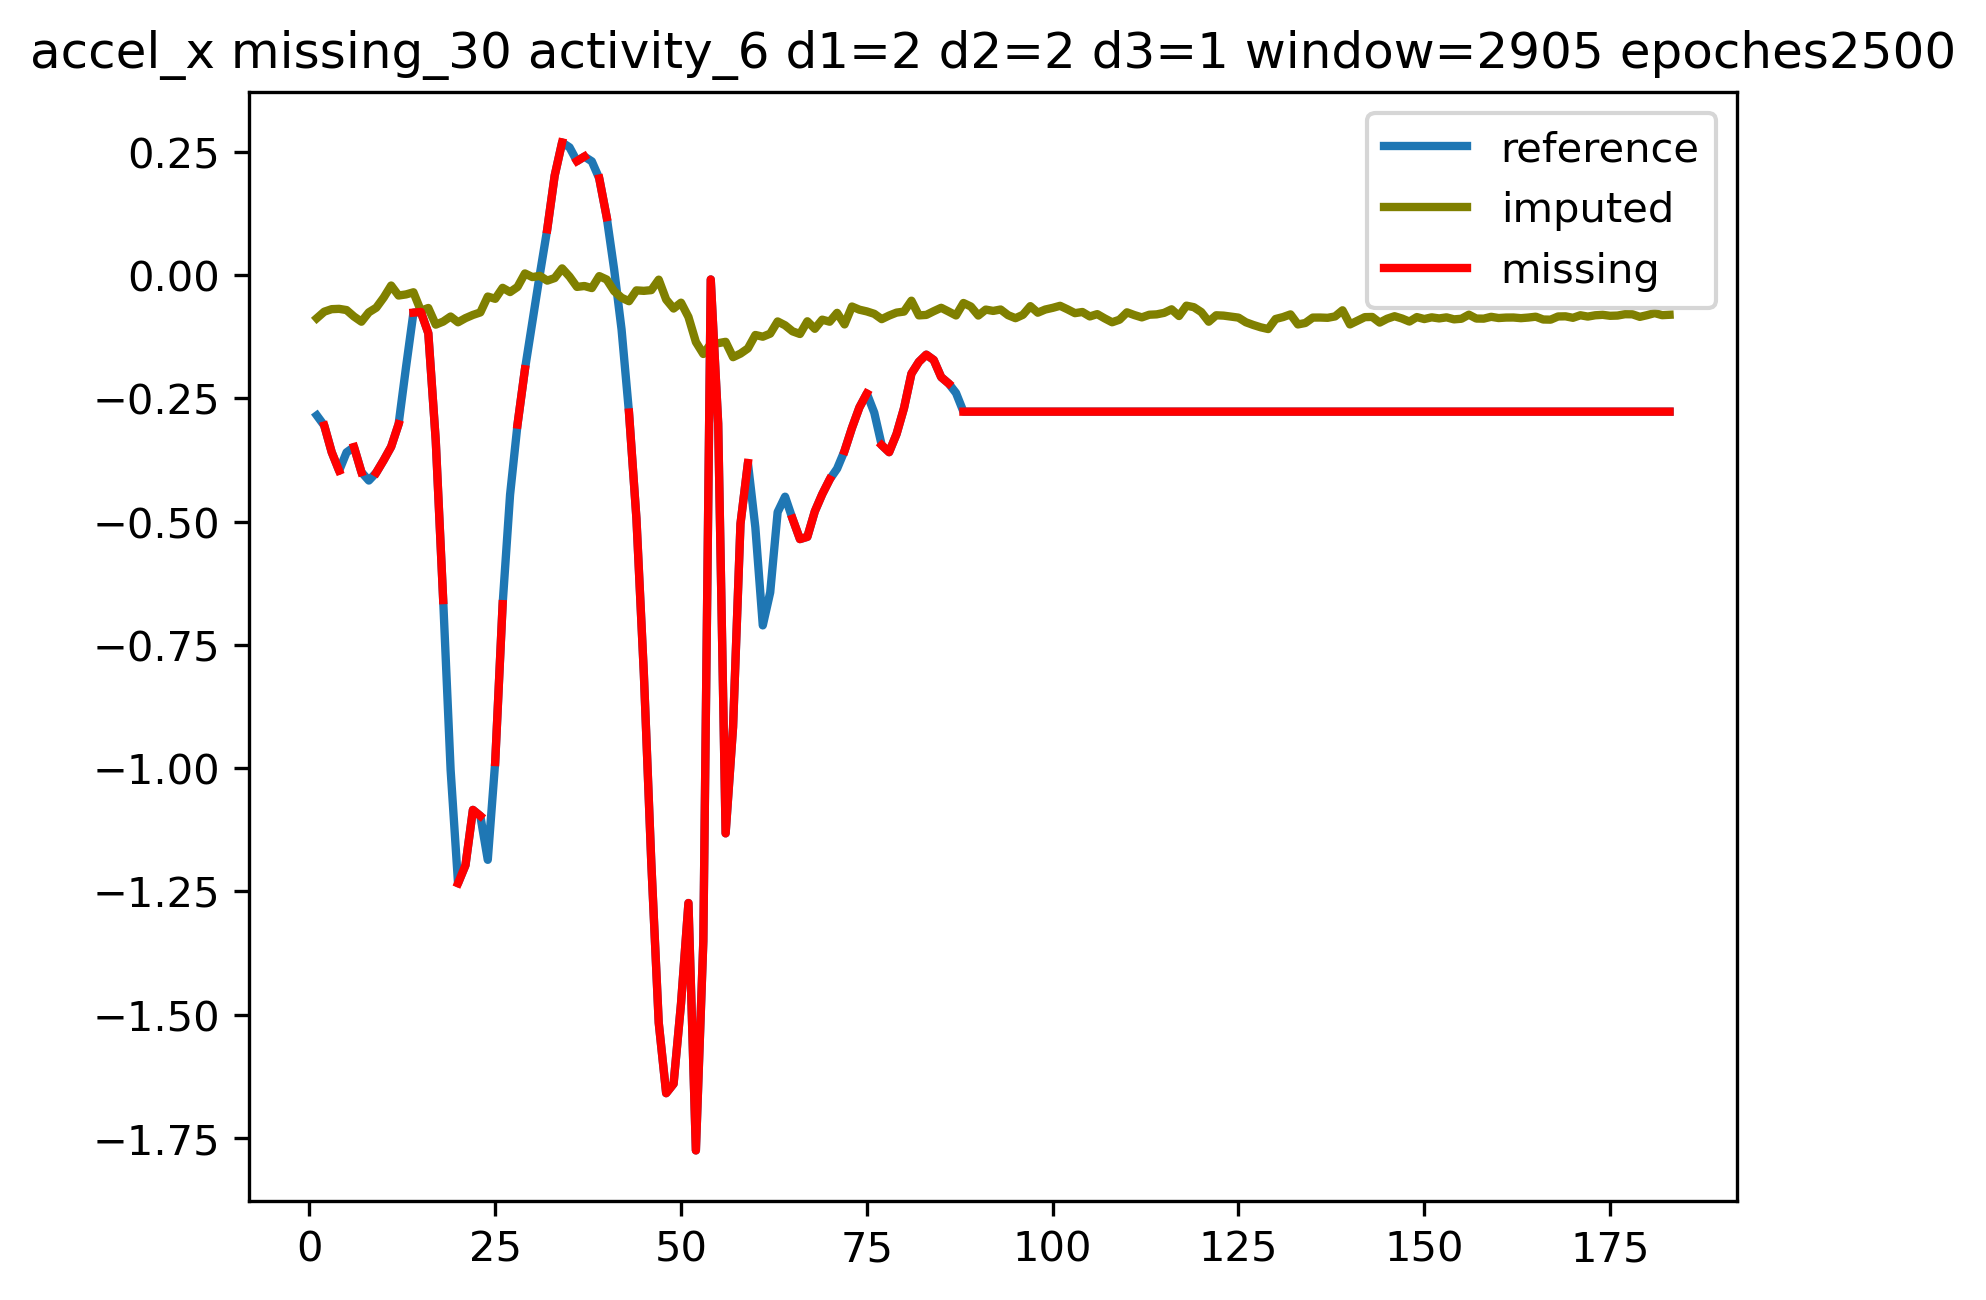 accel_x missing_30 activity_6 d1=2 d2=2 d3=1 window=2905 epoches2500
reference
imputed
missing
0.25
0.00
−0.25
−0.50
−0.75
−1.00
−1.25
−1.50
−1.75
0 25 50 75 100 125 150 175